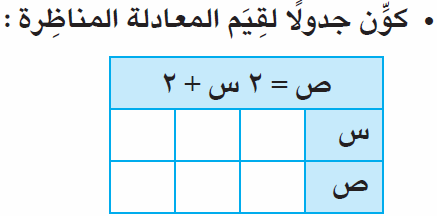 • كوِّن جدولًا لقِيَم المعادلة المناظِرة :
ص = ٢ س + ٢
س
ص